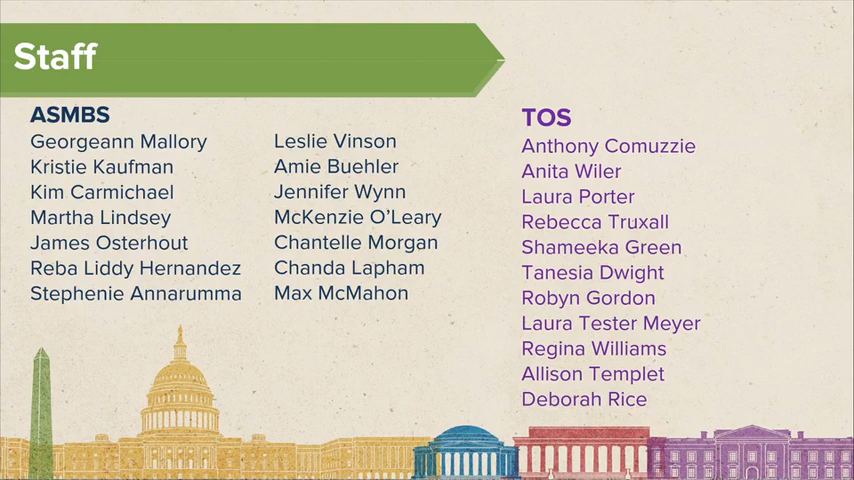 Staff
ASMBS
Georgeann Mallory
Kristie Kaufman
Kim Carmichael
Martha Lindsey
James Osterhout
Reba Liddy Hernandez
Stephenie Annarumma
Leslie Vinson
Amie Buehler
Jennifer Wynn
McKenzie O’Leary
Chantelle Morgan
Chanda Lapham
Max McMahon
TOS
Anthony Comuzzie
Anita Wiler
Laura Porter
Rebecca Truxall
Shameeka Green
Tanesia Dwight
Robyn Gordon
Laura Tester Meyer
Regina Williams
Allison Templet
Deborah Rice